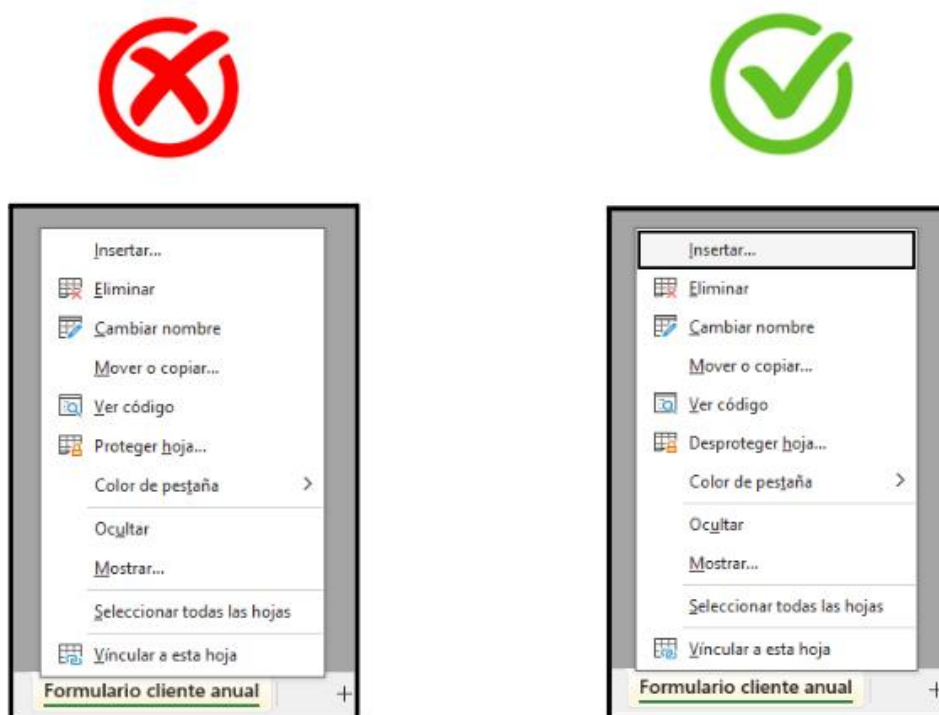 Insertar...
Eliminar
Cambiar nombre
Mover o copiar...
Ver código
Proteger hoja...
Color de pestaña
Ocultar
Mostrar...
Seleccionar todas las hojas
Vincular a esta hoja
Formulario cliente anual
Insertar...
Eliminar
Cambiar nombre
Mover o copiar...
Ver código
Desproteger hoja...
Color de pestaña
Ocultar
Mostrar...
Seleccionar todas las hojas
Vincular a esta hoja
Formulario cliente anual